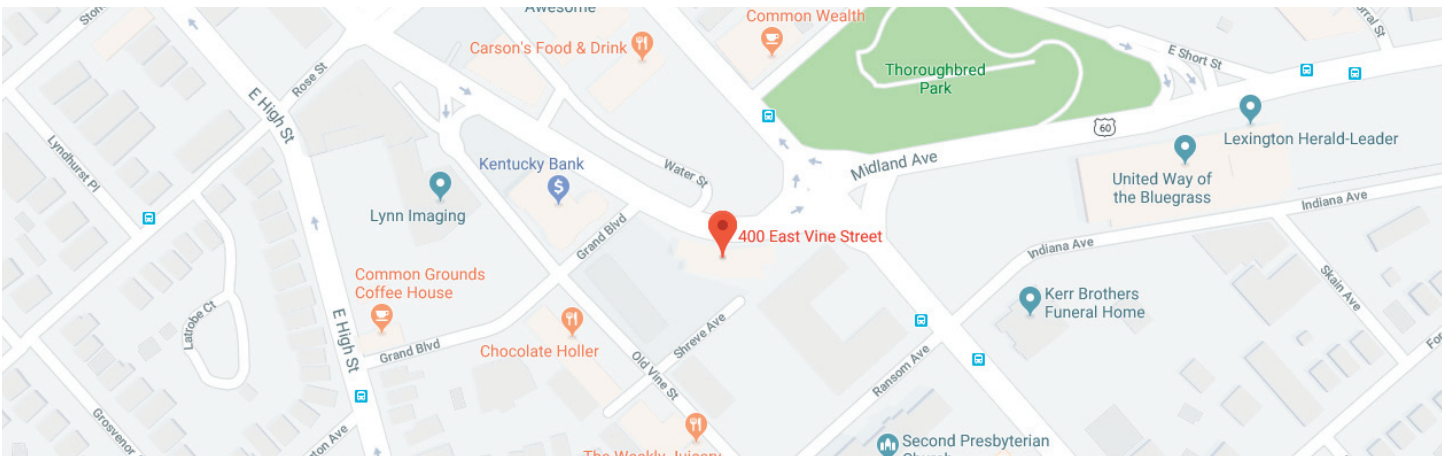 Awesome
Common Wealth
Carson's Food & Drink
E Short St
Rose St
E High St
Thoroughbred
Park
60
Lexington Herald-Leader
Midland Ave
Lyndhurst Pl
Kentucky Bank
Water St
United Way of
the Bluegrass
Lynn Imaging
Indiana Ave
Grand Blvd
400 East Vine Street
Indiana Ave
Common Grounds
Coffee House
Skain Ave
Kerr Brothers
Funeral Home
Latrobe Ct
E High St
Grand Blvd
Chocolate Holler
Shreve Ave
Old Vine St
Ransom Ave
Grosvenor
Second Presbyterian